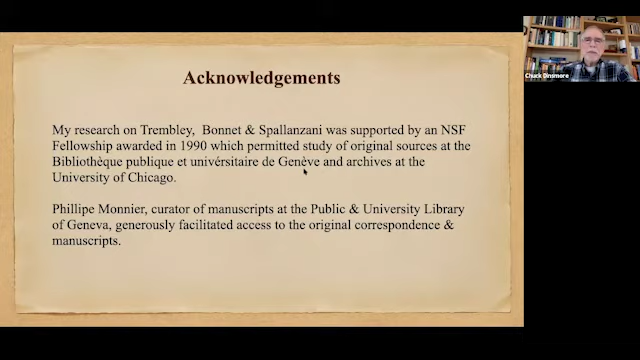 Acknowledgements
My research on Trembley, Bonnet & Spallanzani was supported by an NSF
Fellowship awarded in 1990 which permitted study of original sources at the
Bibliothèque publique et univérsitaire de Genève and archives at the
University of Chicago.
Phillipe Monnier, curator of manuscripts at the Public & University Library
of Geneva, generously facilitated access to the original correspondence &
manuscripts.
Chuck Dinsmore